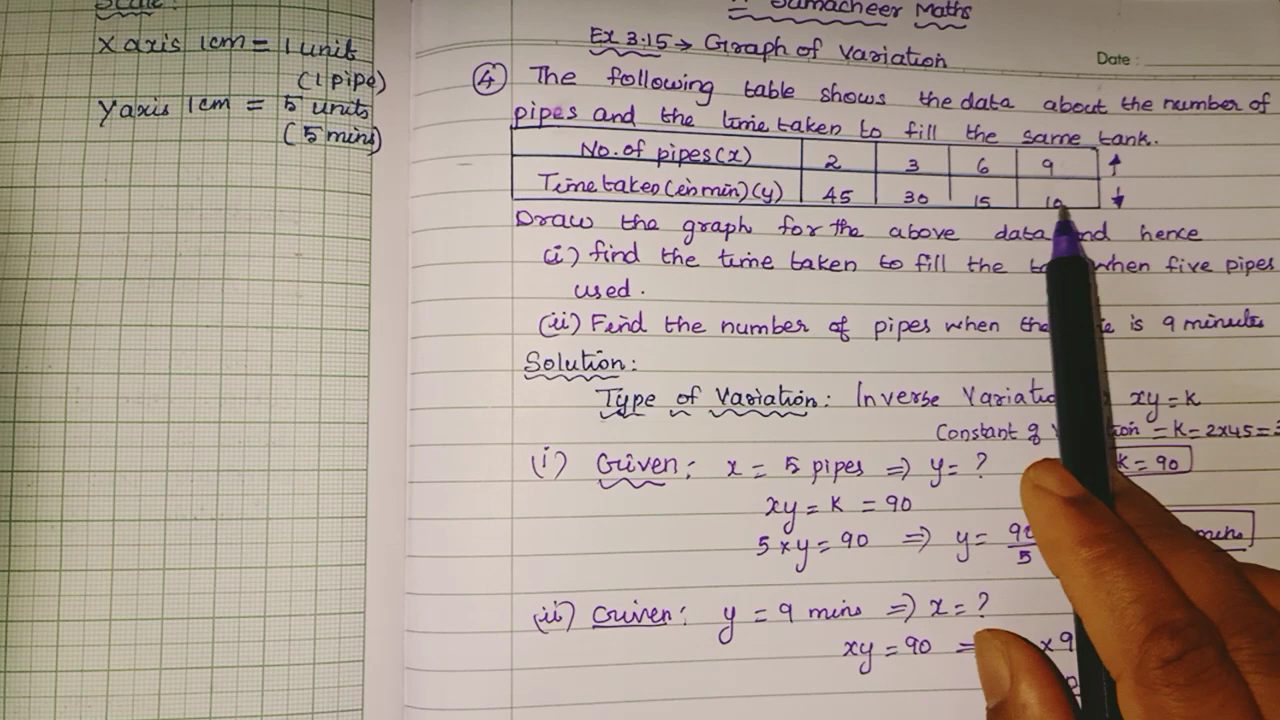 Scale:
X axis 1cm = 1 unit
(1 pipe)
Y axis 1cm = 5 units
(5 mins)
Samacheer Maths
Ex 3.15 → Graph of Variation
Date:
④ The following table shows the data about the number of
pipes and the time taken to fill the same tank.
No. of pipes (x) 2 3 6 9 ↑
Time taken (in min) (y) 45 30 15 10 ↓
Draw the graph for the above data and hence
(i) find the time taken to fill the when five pipes
used.
(ii) Find the number of pipes when the is 9 minutes
Solution:
Type of Variation: Inverse Variation xy = k
Constant of = K = 2x45 =
k = 90
(i) Given: x = 5 pipes ⇒ y = ?
xy = k = 90
5 × y = 90 ⇒ y = 90/5 mins
(ii) Given: y = 9 mins ⇒ x = ?
xy = 90 = x 9